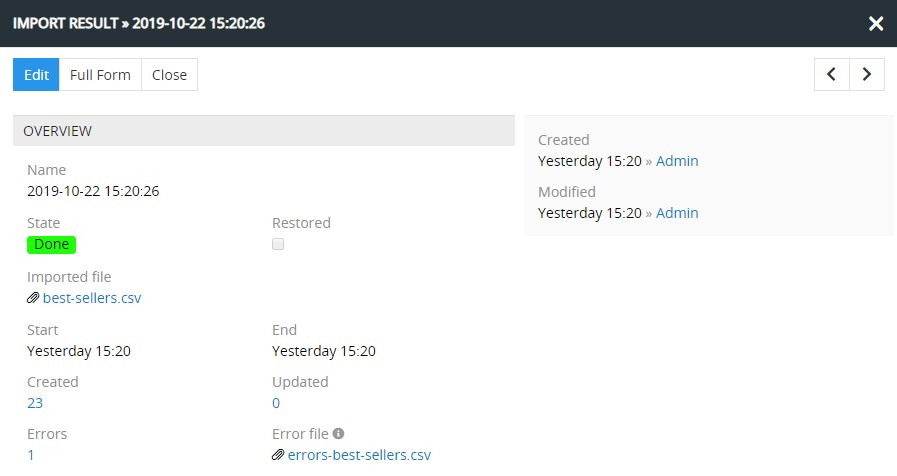 IMPORT RESULT » 2019-10-22 15:20:26
Edit Full Form Close
OVERVIEW
Name
2019-10-22 15:20:26
State Restored
Done
Imported file
best-sellers.csv
Start End
Yesterday 15:20 Yesterday 15:20
Created Updated
23 0
Errors Error file
1 errors-best-sellers.csv
Created
Yesterday 15:20 » Admin
Modified
Yesterday 15:20 » Admin